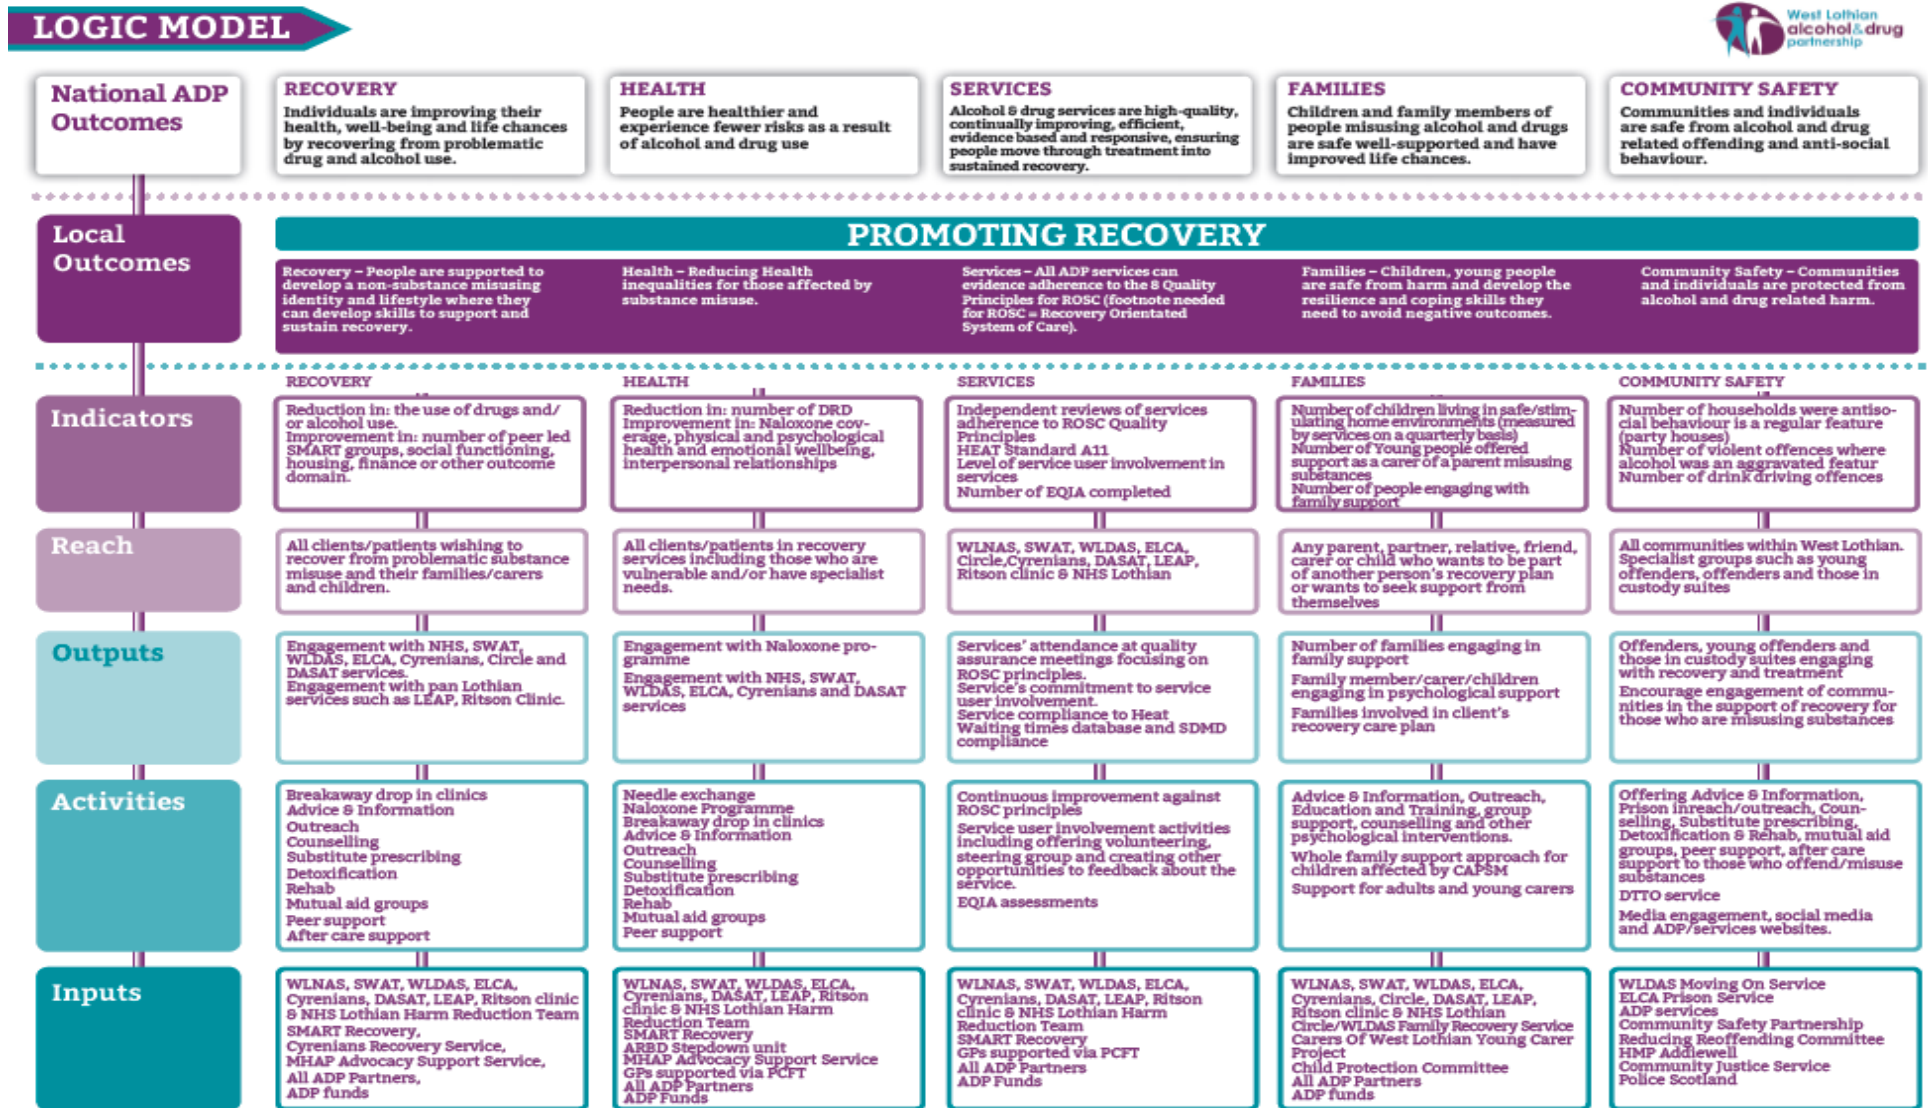 LOGIC MODEL
West Lothian
alcohol&drug
partnership
National ADP
Outcomes
RECOVERY
Individuals are improving their
health, well-being and life chances
by recovering from problematic
drug and alcohol use.
HEALTH
People are healthier and
experience fewer risks as a result
of alcohol and drug use
SERVICES
Alcohol & drug services are high-quality,
continually improving, efficient,
evidence based and responsive, ensuring
people move through treatment into
sustained recovery.
FAMILIES
Children and family members of
people misusing alcohol and drugs
are safe well-supported and have
improved life chances.
COMMUNITY SAFETY
Communities and individuals
are safe from alcohol and drug
related offending and anti-social
behaviour.
Local
Outcomes
PROMOTING RECOVERY
Recovery – People are supported to
develop a non-substance misusing
identity and lifestyle where they
can develop skills to support and
sustain recovery.
Health – Reducing Health
inequalities for those affected by
substance misuse.
Services – All ADP services can
evidence adherence to the 8 Quality
Principles for ROSC (footnote needed
for ROSC = Recovery Orientated
System of Care).
Families – Children, young people
are safe from harm and develop the
resilience and coping skills they
need to avoid negative outcomes.
Community Safety – Communities
and individuals are protected from
alcohol and drug related harm.
Indicators
RECOVERY
Reduction in: the use of drugs and/
or alcohol use.
Improvement in: number of peer led
SMART groups, social functioning,
housing, finance or other outcome
domain.
HEALTH
Reduction in: number of DRD
Improvement in: Naloxone cov-
erage, physical and psychological
health and emotional wellbeing,
interpersonal relationships
SERVICES
Independent reviews of services
adherence to ROSC Quality
Principles
HEAT Standard A11
Level of service user involvement in
services
Number of EQIA completed
FAMILIES
Number of children living in safe/stim-
ulating home environments (measured
by services on a quarterly basis)
Number of Young people offered
support as a carer of a parent misusing
substances
Number of people engaging with
family support
COMMUNITY SAFETY
Number of households were antiso-
cial behaviour is a regular feature
(party houses)
Number of violent offences where
alcohol was an aggravated featur
Number of drink driving offences
Reach
All clients/patients wishing to
recover from problematic substance
misuse and their families/carers
and children.
All clients/patients in recovery
services including those who are
vulnerable and/or have specialist
needs.
WLNAS, SWAT, WLDAS, ELCA,
Circle,Cyrenians, DASAT, LEAP,
Ritson clinic & NHS Lothian
Any parent, partner, relative, friend,
carer or child who wants to be part
of another person's recovery plan
or wants to seek support from
themselves
All communities within West Lothian.
Specialist groups such as young
offenders, offenders and those in
custody suites
Outputs
Engagement with NHS, SWAT,
WLDAS, ELCA, Cyrenians, Circle and
DASAT services.
Engagement with pan Lothian
services such as LEAP, Ritson Clinic.
Engagement with Naloxone pro-
gramme
Engagement with NHS, SWAT,
WLDAS, ELCA, Cyrenians and DASAT
services
Services' attendance at quality
assurance meetings focusing on
ROSC principles.
Service's commitment to service
user involvement.
Service compliance to Heat
Waiting times database and SDMD
compliance
Number of families engaging in
family support
Family member/carer/children
engaging in psychological support
Families involved in client's
recovery care plan
Offenders, young offenders and
those in custody suites engaging
with recovery and treatment
Encourage engagement of commu-
nities in the support of recovery for
those who are misusing substances
Activities
Breakaway drop in clinics
Advice & Information
Outreach
Counselling
Substitute prescribing
Detoxification
Rehab
Mutual aid groups
Peer support
After care support
Needle exchange
Naloxone Programme
Breakaway drop in clinics
Advice & Information
Outreach
Counselling
Substitute prescribing
Detoxification
Rehab
Mutual aid groups
Peer support
Continuous improvement against
ROSC principles
Service user involvement activities
including offering volunteering,
steering group and creating other
opportunities to feedback about the
service.
EQIA assessments
Advice & Information, Outreach,
Education and Training, group
support, counselling and other
psychological interventions.
Whole family support approach for
children affected by CAPSM
Support for adults and young carers
Offering Advice & Information,
Prison inreach/outreach, Coun-
selling, Substitute prescribing,
Detoxification & Rehab, mutual aid
groups, peer support, after care
support to those who offend/misuse
substances
DTTO service
Media engagement, social media
and ADP/services websites.
Inputs
WLNAS, SWAT, WLDAS, ELCA,
Cyrenians, DASAT, LEAP, Ritson clinic
& NHS Lothian Harm Reduction Team
SMART Recovery,
Cyrenians Recovery Service,
MHAP Advocacy Support Service,
All ADP Partners,
ADP funds
WLNAS, SWAT, WLDAS, ELCA,
Cyrenians, DASAT, LEAP, Ritson
clinic & NHS Lothian Harm
Reduction Team
SMART Recovery
ARBD Stepdown unit
MHAP Advocacy Support Service
GPs supported via PCFT
All ADP Partners
ADP Funds
WLNAS, SWAT, WLDAS, ELCA,
Cyrenians, DASAT, LEAP, Ritson
clinic & NHS Lothian Harm
Reduction Team
SMART Recovery
GPs supported via PCFT
All ADP Partners
ADP Funds
WLNAS, SWAT, WLDAS, ELCA,
Cyrenians, Circle, DASAT, LEAP,
Ritson clinic & NHS Lothian
Circle/WLDAS Family Recovery Service
Carers Of West Lothian Young Carer
Project
Child Protection Committee
All ADP Partners
ADP funds
WLDAS Moving On Service
ELCA Prison Service
ADP services
Community Safety Partnership
Reducing Reoffending Committee
HMP Addiewell
Community Justice Service
Police Scotland